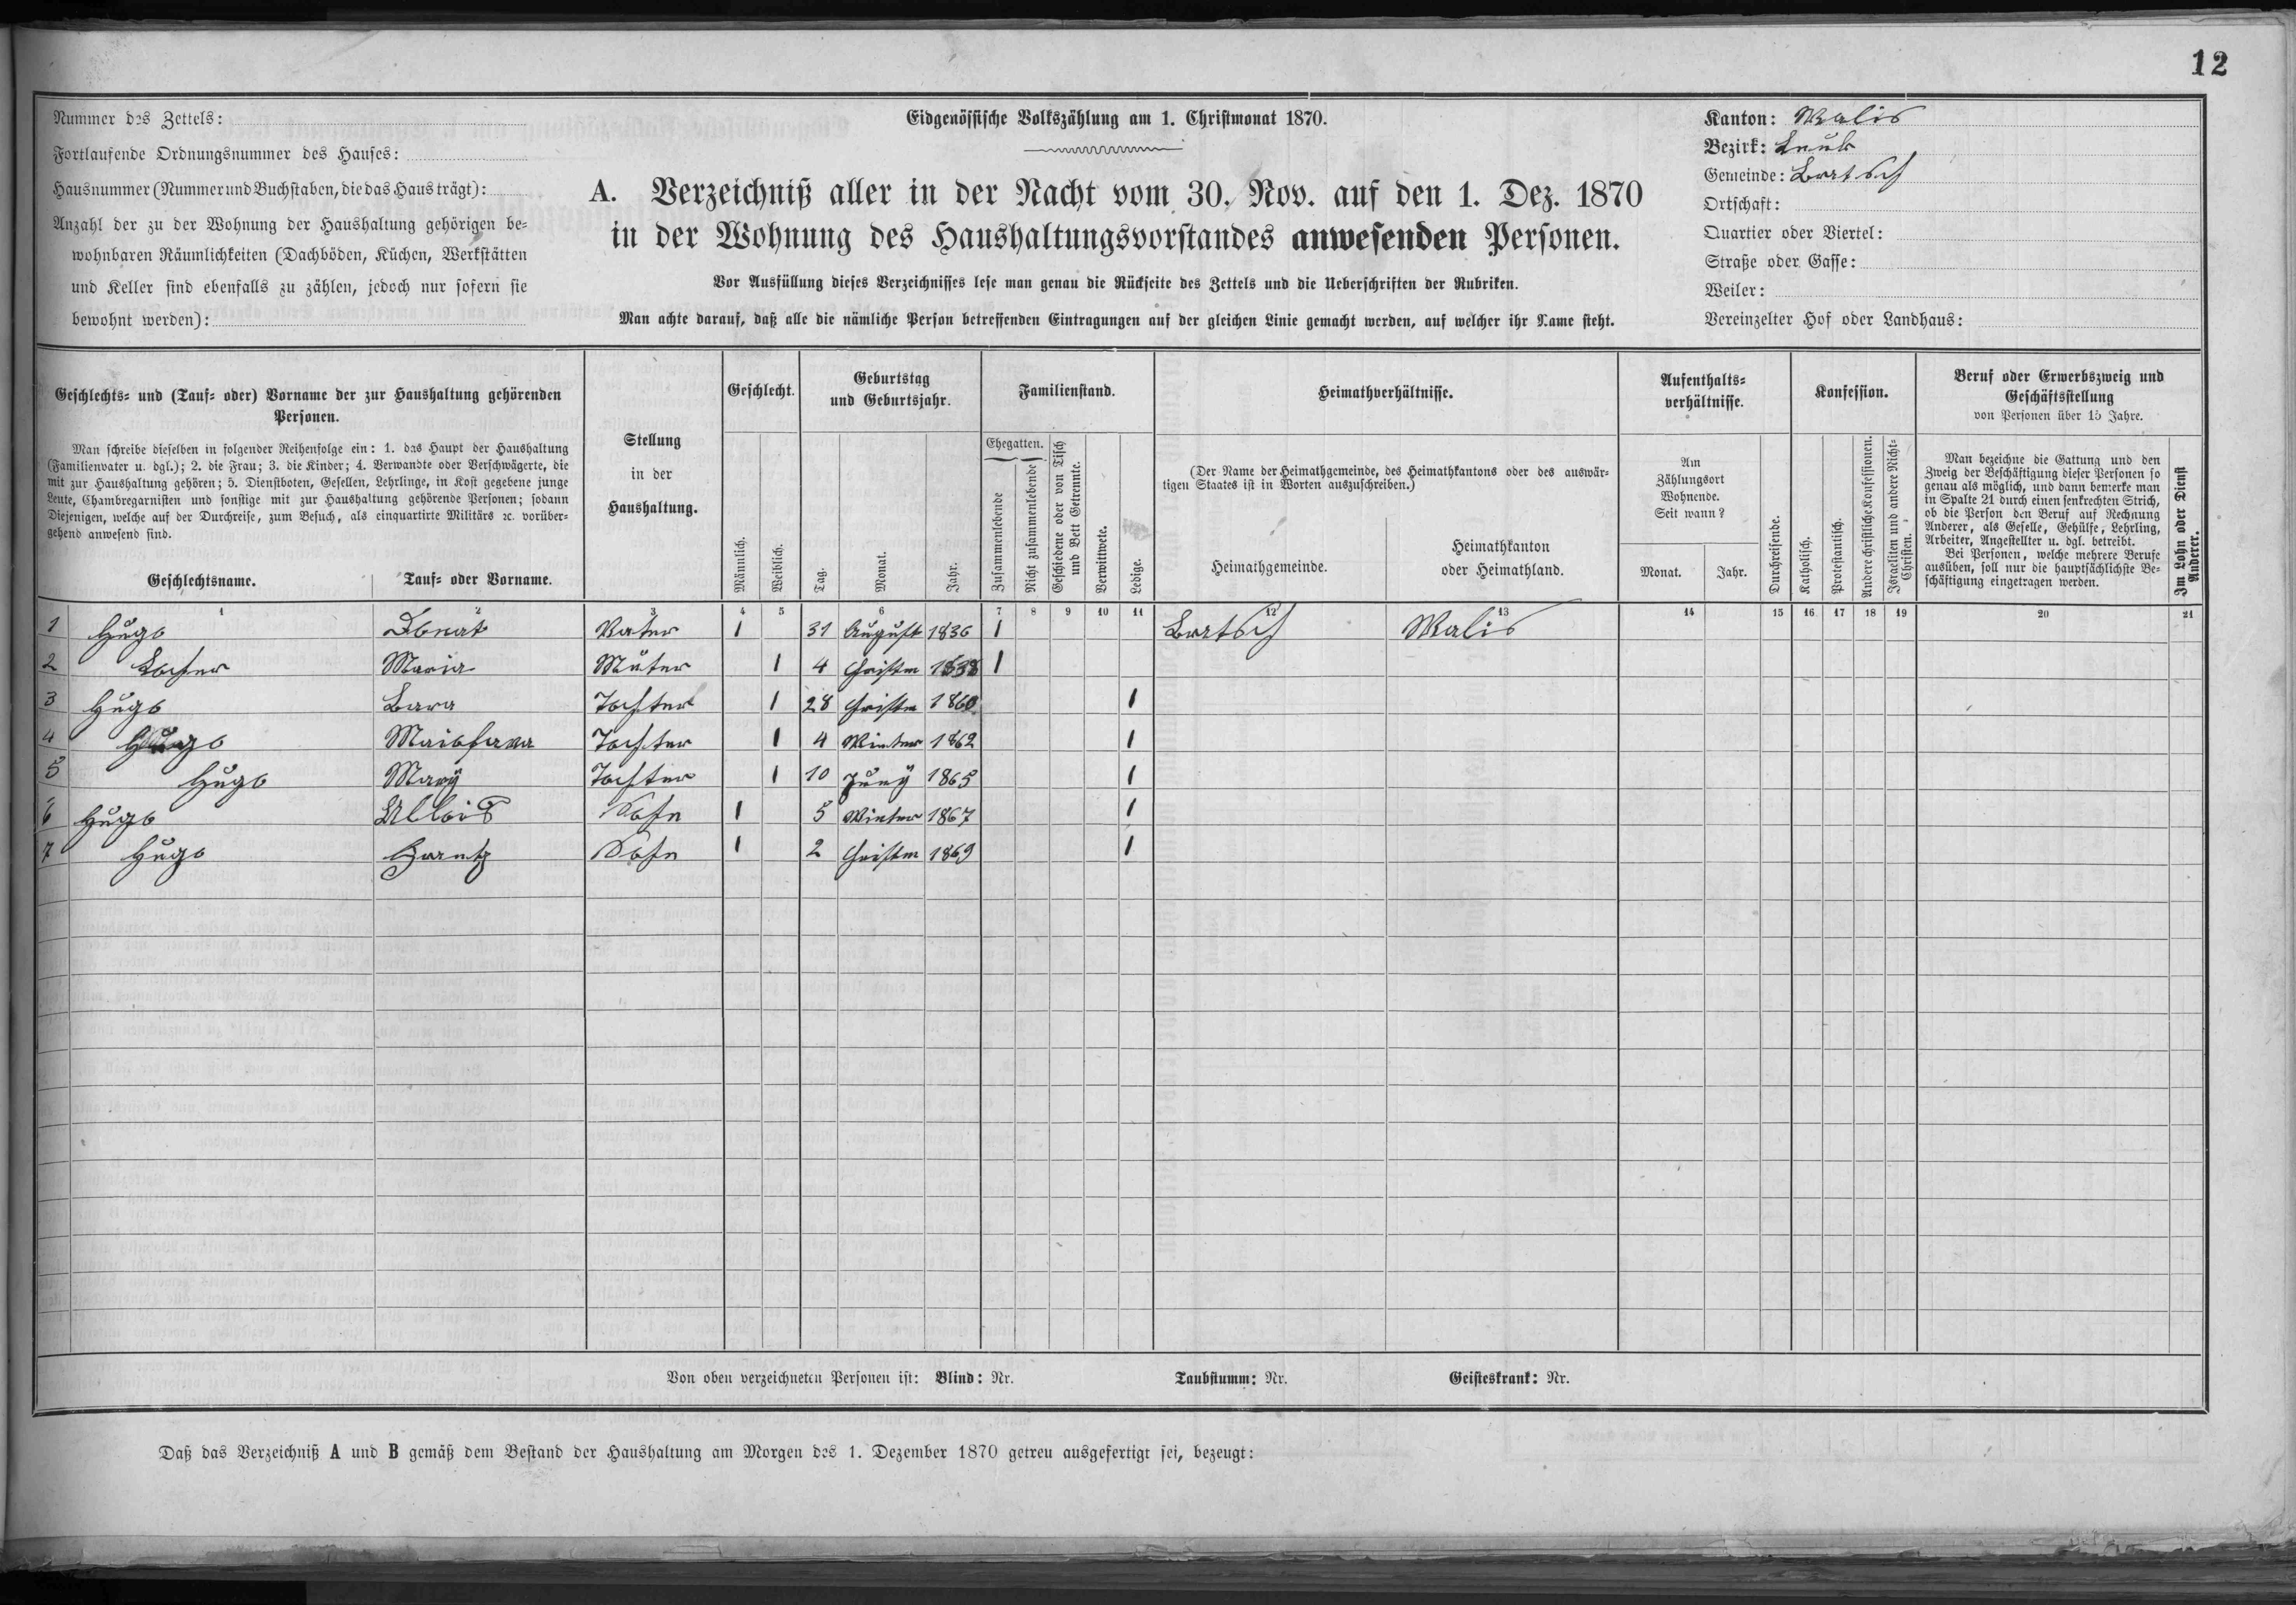 12
Nummer des Zettels:
Fortlaufende Ordnungsnummer des Hauses:
Hausnummer (Nummer und Buchstaben, die das Haus trägt):
Anzahl der zu der Wohnung der Haushaltung gehörigen be=
wohnbaren Räumlichkeiten (Dachböden, Küchen, Werkstätten
und Keller sind ebenfalls zu zählen, jedoch nur sofern sie
bewohnt werden):
Eidgenössische Volkszählung am 1. Christmonat 1870.
A. Verzeichniß aller in der Nacht vom 30. Nov. auf den 1. Dez. 1870
in der Wohnung des Haushaltungsvorstandes anwesenden Personen.
Vor Ausfüllung dieses Verzeichnisses lese man genau die Rückseite des Zettels und die Ueberschriften der Rubriken.
Man achte darauf, daß alle die nämliche Person betreffenden Eintragungen auf der gleichen Linie gemacht werden, auf welcher ihr Name steht.
Kanton: Walis
Bezirk: Leuk
Gemeinde: Bratsch
Ortschaft:
Quartier oder Viertel:
Straße oder Gasse:
Weiler:
Vereinzelter Hof oder Landhaus:
Geschlechts= und (Tauf= oder) Vorname der zur Haushaltung gehörenden
Personen.
Man schreibe dieselben in folgender Reihenfolge ein: 1. das Haupt der Haushaltung
(Familienvater u. dgl.); 2. die Frau; 3. die Kinder; 4. Verwandte oder Verschwägerte, die
mit zur Haushaltung gehören; 5. Dienstboten, Gesellen, Lehrlinge, in Kost gegebene junge
Leute, Chambregarnisten und sonstige mit zur Haushaltung gehörende Personen; sodann
Diejenigen, welche auf der Durchreise, zum Besuch, als einquartirte Militärs ꝛc. vorüber=
gehend anwesend sind.
Geschlechtsname.
Tauf= oder Vorname.
Stellung
in der
Haushaltung.
Geschlecht.
Männlich.
Weiblich.
Geburtstag
und Geburtsjahr.
Tag.
Monat.
Jahr.
Familienstand.
Ehegatten.
Zusammenlebende
Nicht zusammenlebende
Geschiedene oder von Tisch
und Bett Getrennte.
Verwittwete.
Ledige.
Heimathverhältnisse.
(Der Name der Heimathgemeinde, des Heimathkantons oder des auswär=
tigen Staates ist in Worten auszuschreiben.)
Heimathgemeinde.
Heimathkanton
oder Heimathland.
Aufenthalts=
verhältnisse.
Am
Zählungsort
Wohnende.
Seit wann?
Monat.
Jahr.
Durchreisende.
Konfession.
Katholisch.
Protestantisch.
Andere christliche Konfessionen.
Israeliten und andere Nicht=
Christen.
Beruf oder Erwerbszweig und
Geschäftsstellung
von Personen über 15 Jahre.
Man bezeichne die Gattung und den
Zweig der Beschäftigung dieser Personen so
genau als möglich, und dann bemerke man
in Spalte 21 durch einen senkrechten Strich,
ob die Person den Beruf auf Rechnung
Anderer, als Geselle, Gehülfe, Lehrling,
Arbeiter, Angestellter u. dgl. betreibt.
Bei Personen, welche mehrere Berufe
ausüben, soll nur die hauptsächlichste Be=
schäftigung eingetragen werden.
Im Lohn oder Dienst
Anderer.
1 2 3 4 5 6 7 8 9 10 11 12 13 14 15 16 17 18 19 20 21
1 Hugo Donat Vater 1 31 August 1836 1 Bratsch Walis
2 Locher Maria Muter 1 4 Christm 1838 1
3 Hugo Bara Tochter 1 28 Christm 1860 1
4 Hugo Tochter 1 4 Winter 1862 1
5 Hugo Marÿ Tochter 1 10 Junÿ 1865 1
6 Hugo Allois Sohn 1 5 Winter 1867 1
7 Hugo Sohn 1 2 Christm 1869 1
Von oben verzeichneten Personen ist: Blind: Nr. Taubstumm: Nr. Geisteskrank: Nr.
Daß das Verzeichniß A und B gemäß dem Bestand der Haushaltung am Morgen des 1. Dezember 1870 getreu ausgefertigt sei, bezeugt: